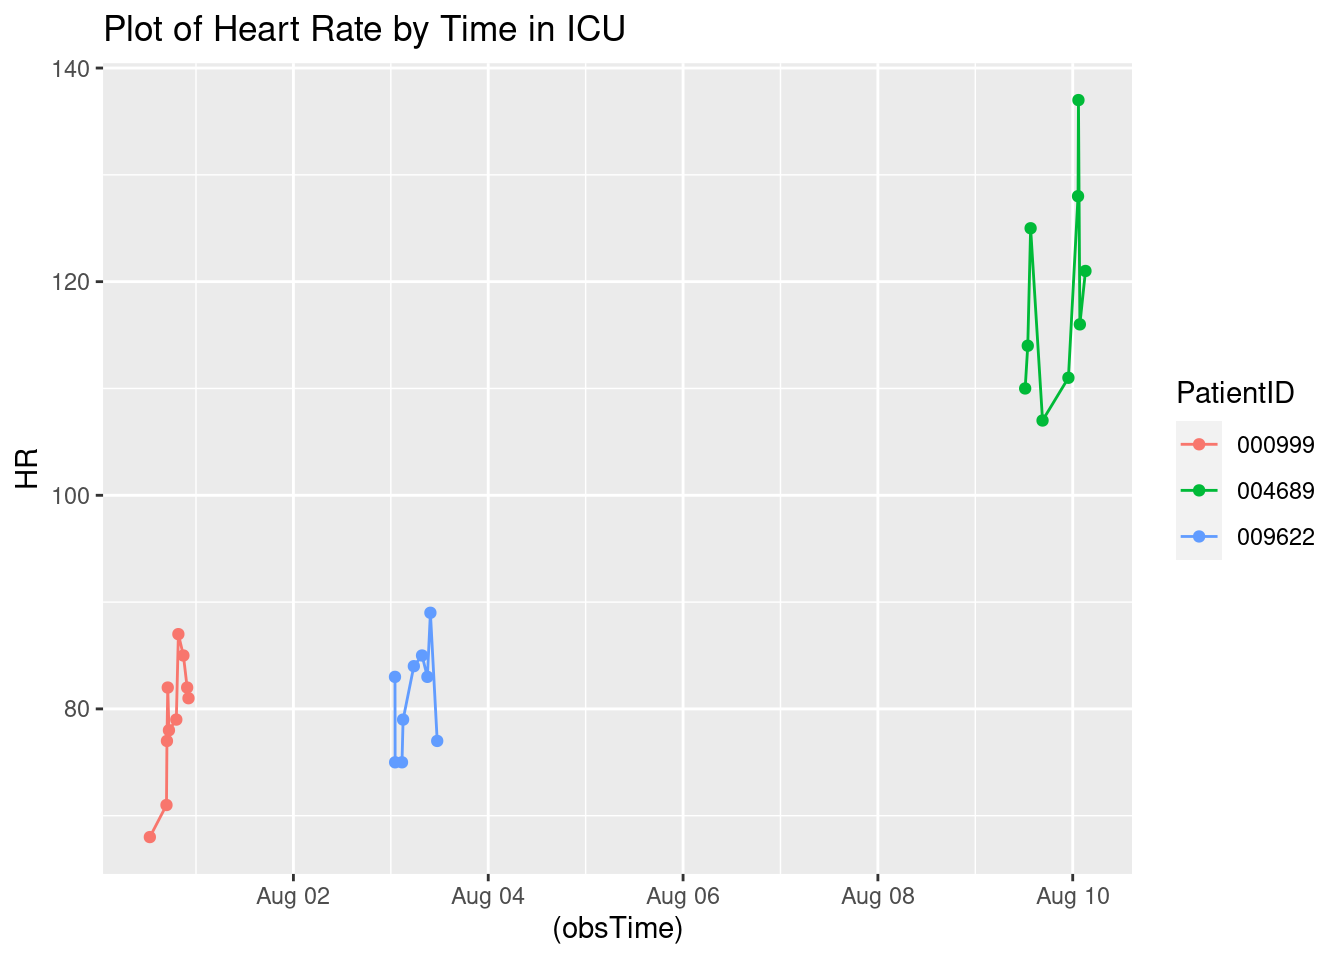 Plot of Heart Rate by Time in ICU
140
120
100
80
HR
Aug 02
Aug 04
Aug 06
Aug 08
Aug 10
(obsTime)
PatientID
000999
004689
009622